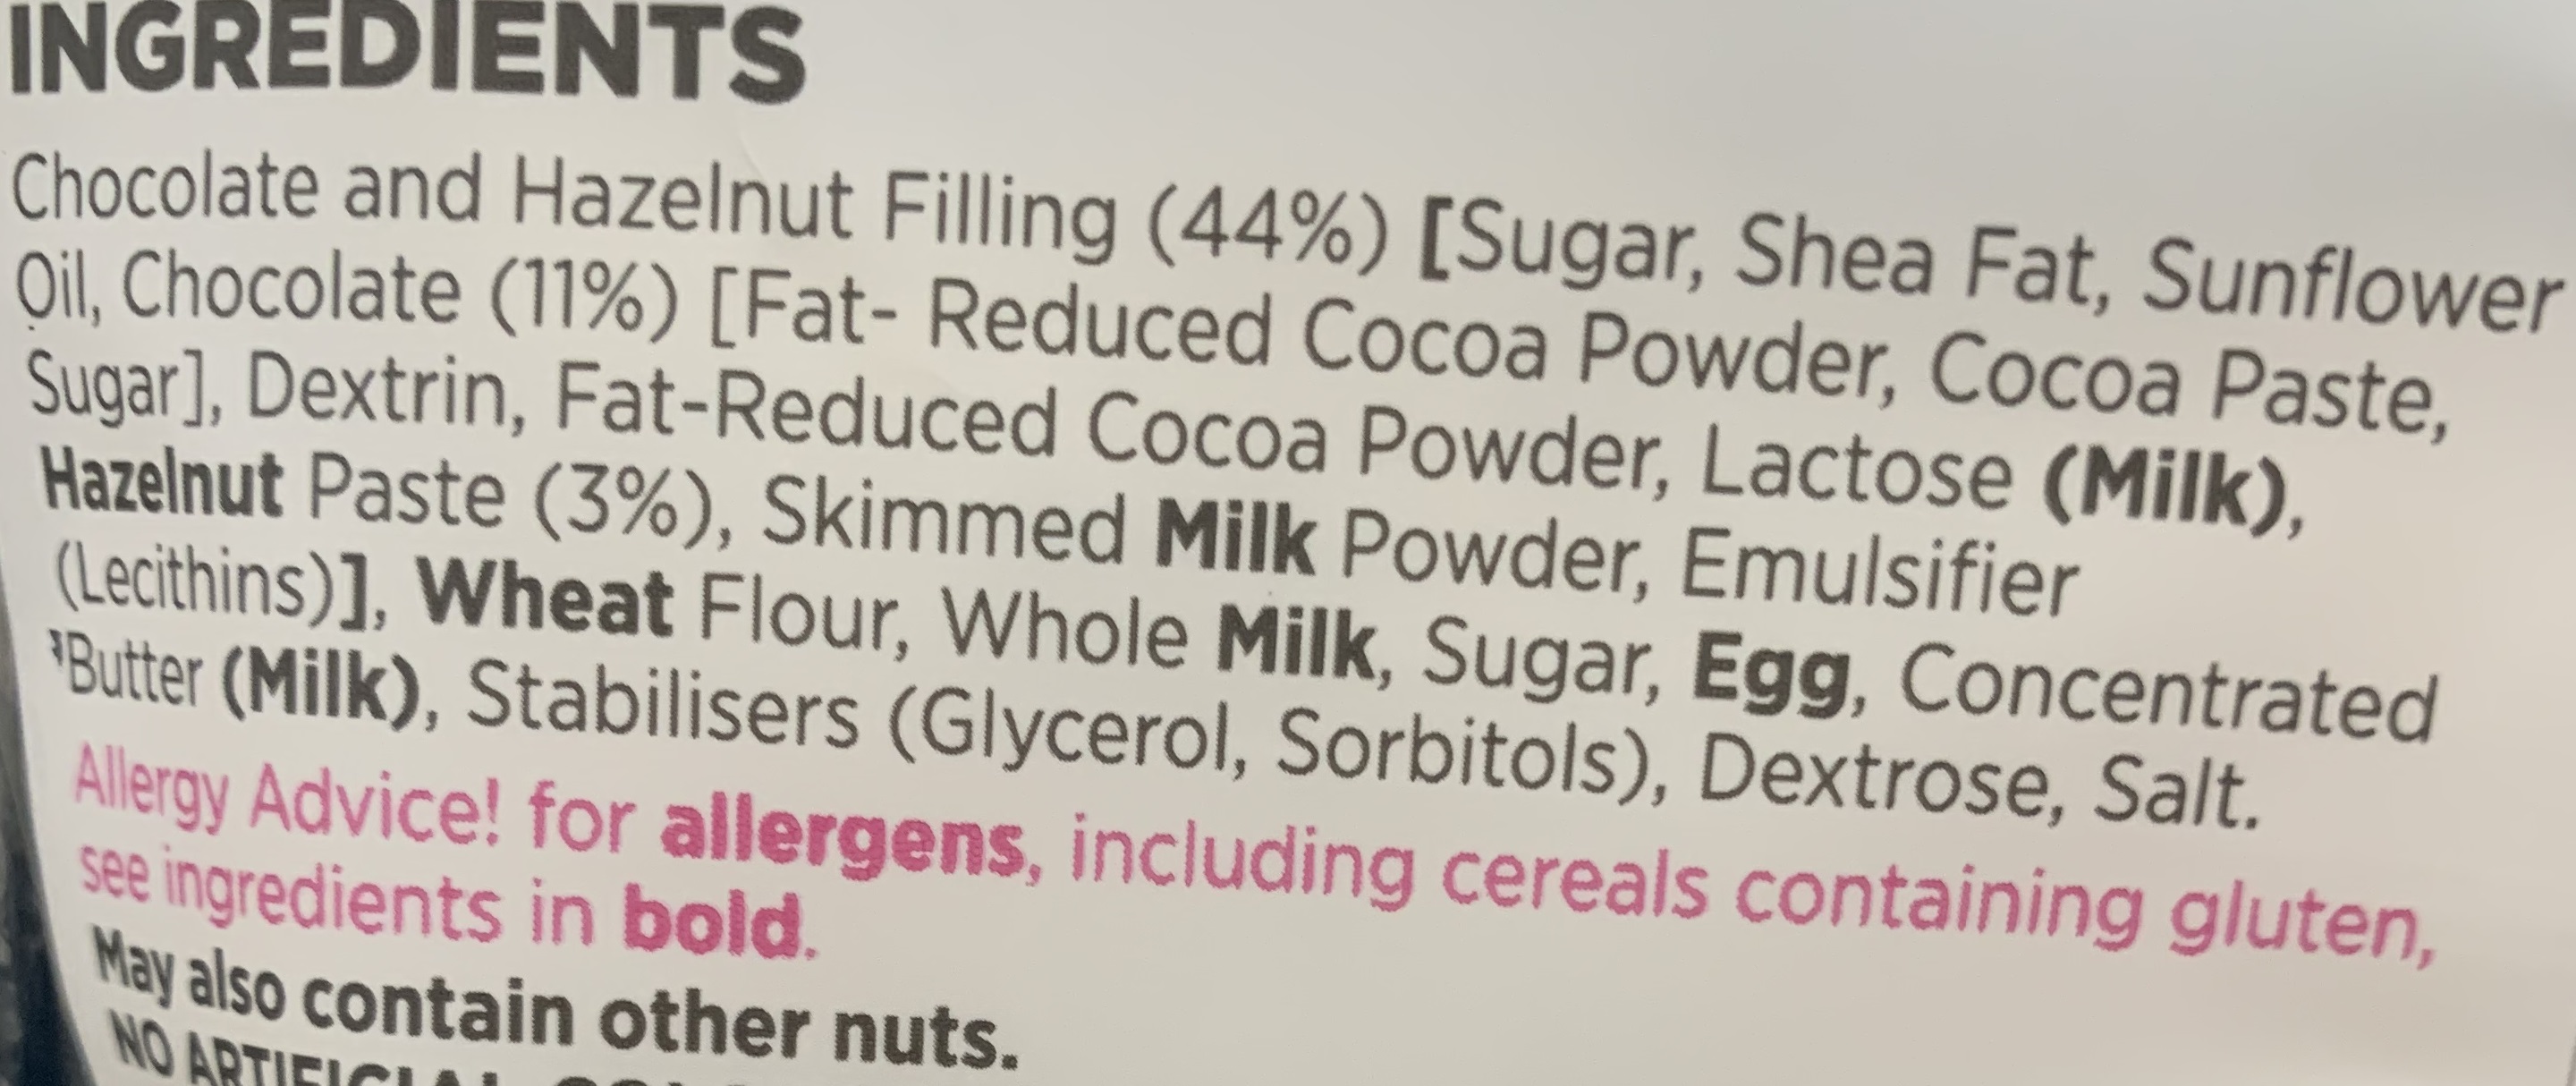 INGREDIENTS
Chocolate and Hazelnut Filling (44%) [Sugar, Shea Fat, Sunflower
Oil, Chocolate (11%) [Fat- Reduced Cocoa Powder, Cocoa Paste,
Sugar], Dextrin, Fat-Reduced Cocoa Powder, Lactose (Milk),
Hazelnut Paste (3%), Skimmed Milk Powder, Emulsifier
(Lecithins)], Wheat Flour, Whole Milk, Sugar, Egg, Concentrated
Butter (Milk), Stabilisers (Glycerol, Sorbitols), Dextrose, Salt.
Allergy Advice! for allergens, including cereals containing gluten,
see ingredients in bold.
May also contain other nuts.
NO ARTIFICIAL